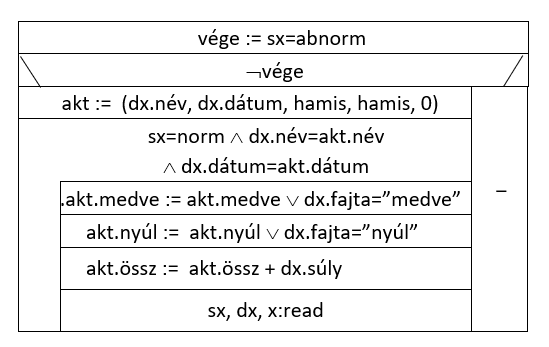 vége := sx=abnorm
¬vége
akt := (dx.név, dx.dátum, hamis, hamis, 0)
sx=norm ∧ dx.név=akt.név
∧ dx.dátum=akt.dátum
–
.akt.medve := akt.medve ∨ dx.fajta=”medve”
akt.nyúl := akt.nyúl ∨ dx.fajta=”nyúl”
akt.össz := akt.össz + dx.súly
sx, dx, x:read